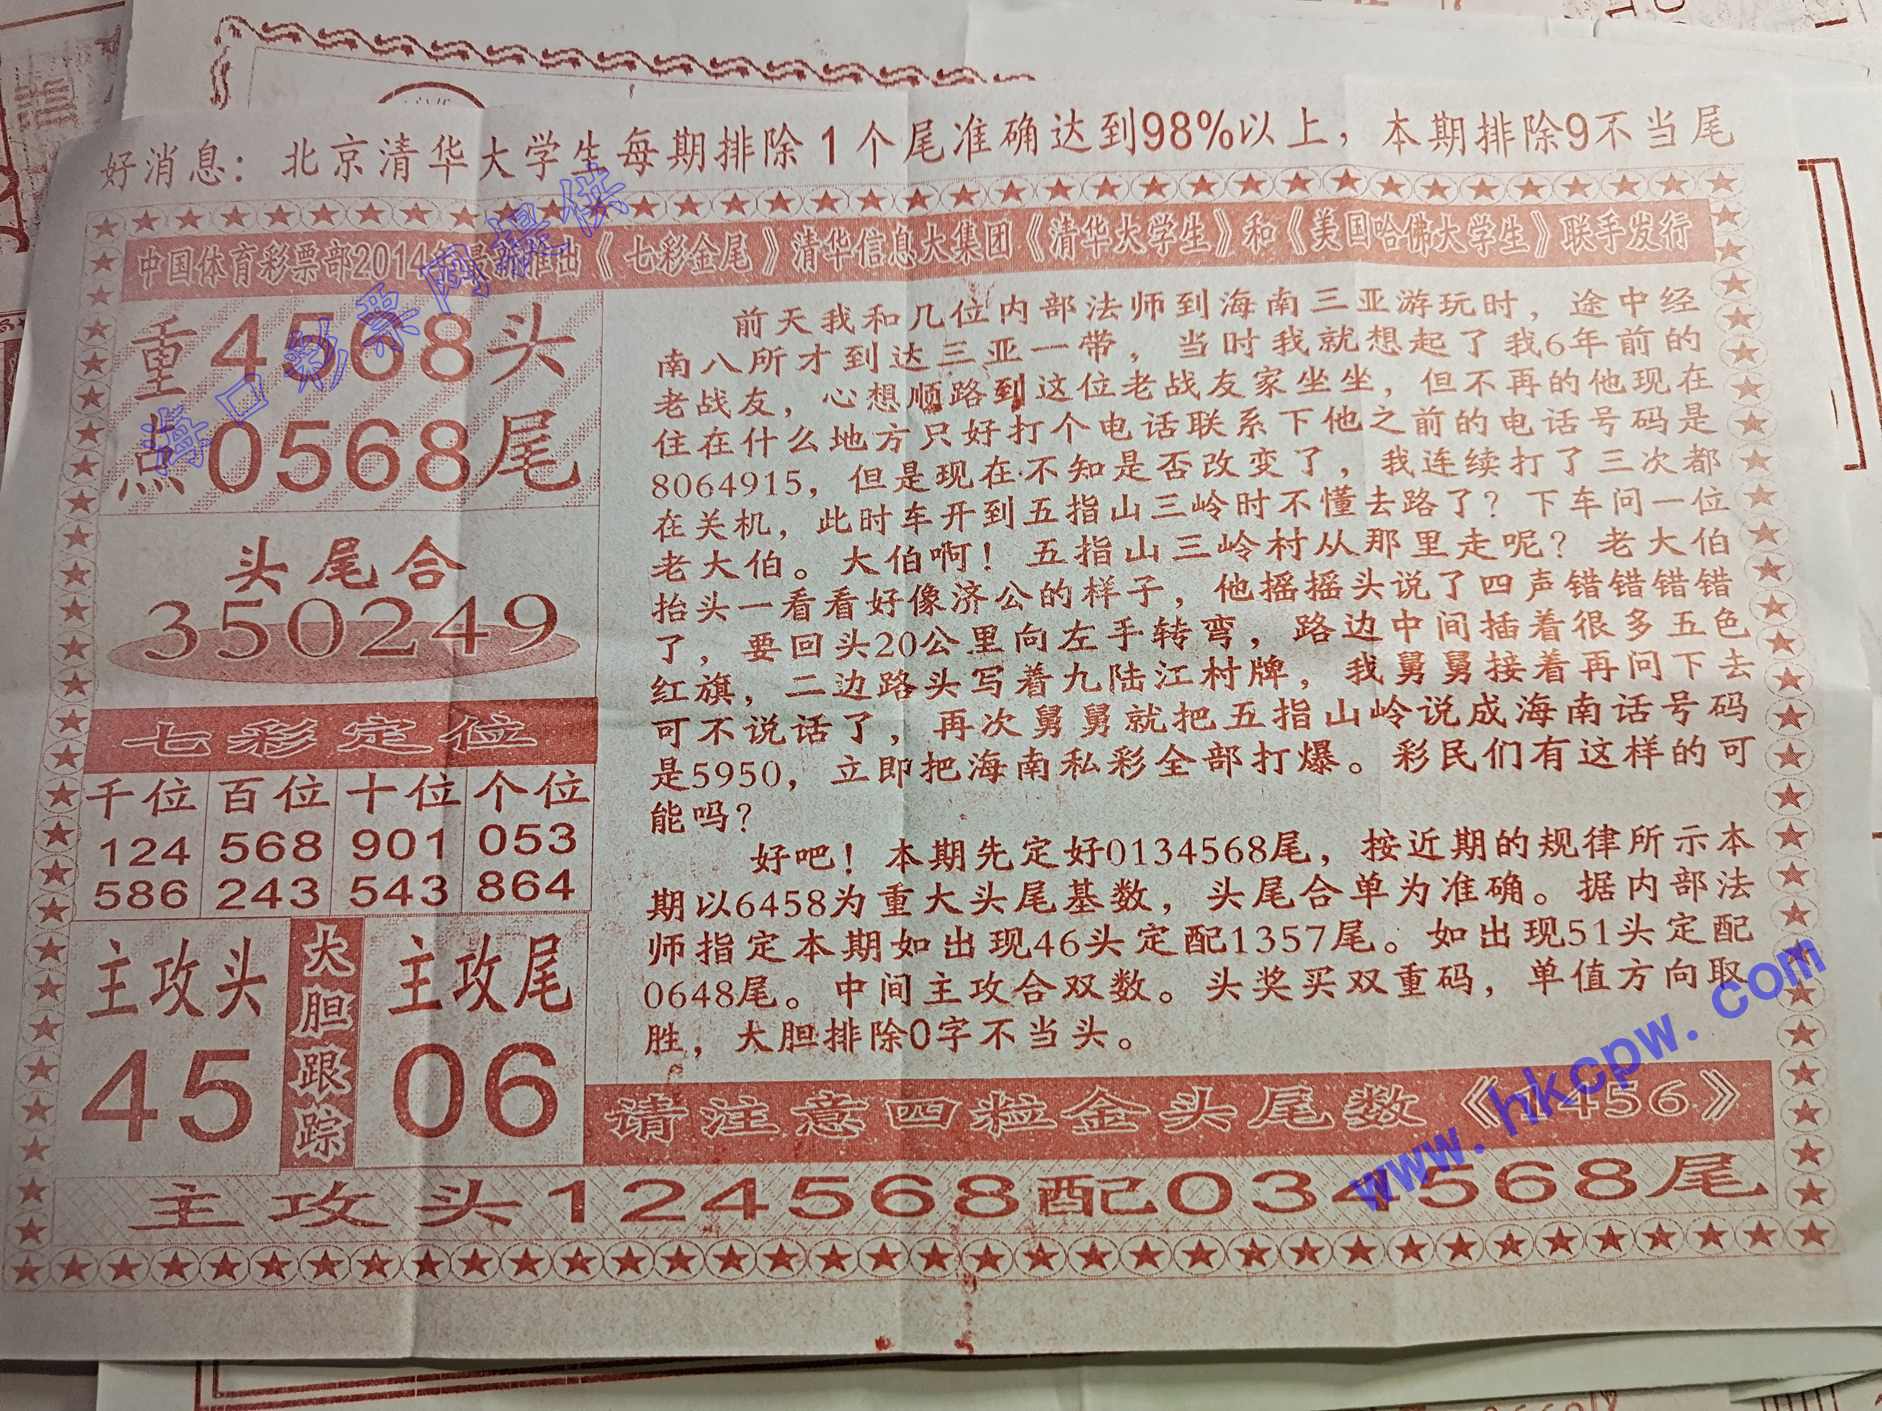 好消息：北京清华大学生每期排除1个尾准确达到98%以上，本期排除9不当尾
中国体育彩票部2014年最新推出《七彩金尾》清华信息大集团《清华大学生》和《美国哈佛大学生》联手发行
重点
4568头
0568尾
头尾合
350249
七彩定位
千位 百位 十位 个位
124 568 901 053
586 243 543 864
主攻头
45
大胆跟踪
主攻尾
06
前天我和几位内部法师到海南三亚游玩时，途中经
南八所才到达三亚一带，当时我就想起了我6年前的
老战友，心想顺路到这位老战友家坐坐，但不再的他现在
住在什么地方只好打个电话联系下他之前的电话号码是
8064915，但是现在不知是否改变了，我连续打了三次都
在关机，此时车开到五指山三岭时不懂去路了？下车问一位
老大伯。大伯啊！五指山三岭村从那里走呢？老大伯
抬头一看看好像济公的样子，他摇摇头说了四声错错错错
了，要回头20公里向左手转弯，路边中间插着很多五色
红旗，二边路头写着九陆江村牌，我舅舅接着再问下去
可不说话了，再次舅舅就把五指山岭说成海南话号码
是5950，立即把海南私彩全部打爆。彩民们有这样的可
能吗？
好吧！本期先定好0134568尾，按近期的规律所示本
期以6458为重大头尾基数，头尾合单为准确。据内部法
师指定本期如出现46头定配1357尾。如出现51头定配
0648尾。中间主攻合双数。头奖买双重码，单值方向取
胜，大胆排除0字不当头。
请注意四粒金头尾数《1456》
主攻头124568配034568尾
海口彩票网提供
www.hkcpw.com